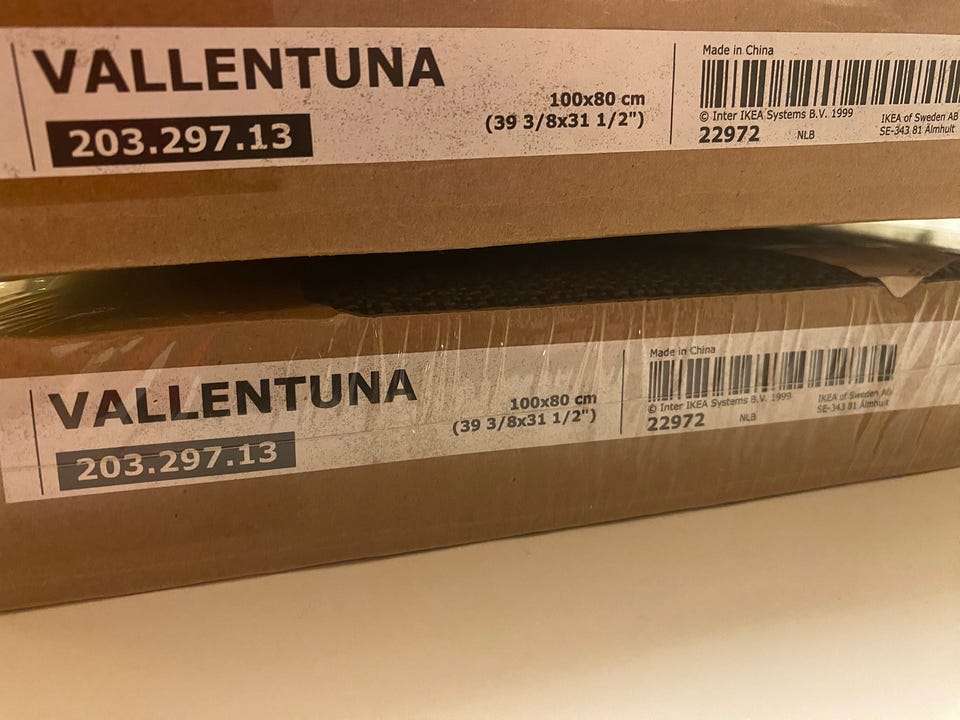 VALLENTUNA
203.297.13
100x80 cm
(39 3/8x31 1/2")
Made in China
© Inter IKEA Systems B.V. 1999
22972 NLB
IKEA of Sweden AB
SE-343 81 Älmhult
VALLENTUNA
203.297.13
100x80 cm
(39 3/8x31 1/2")
Made in China
© Inter IKEA Systems B.V. 1999
22972 NLB
IKEA of Sweden AB
SE-343 81 Älmhult